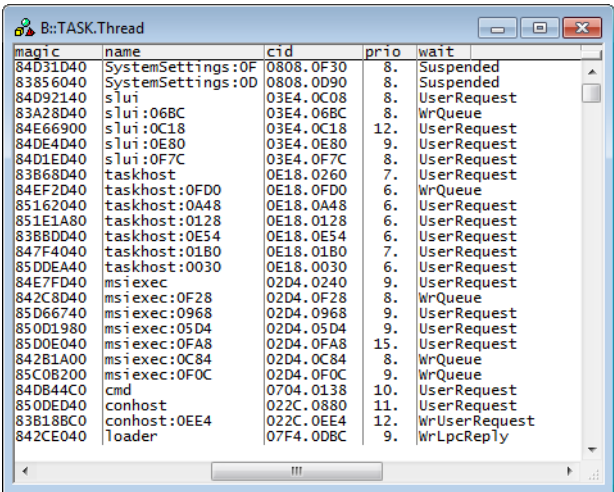 B::TASK.Thread
magic name cid prio wait
84D31D40 SystemSettings:0F 0808.0F30 8. Suspended
83856040 SystemSettings:0D 0808.0D90 8. Suspended
84D92140 slui 03E4.0C08 8. UserRequest
83A28D40 slui:06BC 03E4.06BC 8. WrQueue
84E66900 slui:0C18 03E4.0C18 12. UserRequest
84DE4D40 slui:0E80 03E4.0E80 9. UserRequest
84D1ED40 slui:0F7C 03E4.0F7C 8. UserRequest
83B68D40 taskhost 0E18.0260 7. UserRequest
84EF2D40 taskhost:0FD0 0E18.0FD0 6. WrQueue
85162040 taskhost:0A48 0E18.0A48 6. UserRequest
851E1A80 taskhost:0128 0E18.0128 6. UserRequest
83BBDD40 taskhost:0E54 0E18.0E54 6. UserRequest
847F4040 taskhost:01B0 0E18.01B0 7. UserRequest
85DDEA40 taskhost:0030 0E18.0030 6. UserRequest
84E7FD40 msiexec 02D4.0240 9. UserRequest
842C8D40 msiexec:0F28 02D4.0F28 8. WrQueue
85D66740 msiexec:0968 02D4.0968 9. UserRequest
850D1980 msiexec:05D4 02D4.05D4 9. UserRequest
85D0E040 msiexec:0FA8 02D4.0FA8 15. UserRequest
842B1A00 msiexec:0C84 02D4.0C84 8. WrQueue
85C0B200 msiexec:0F0C 02D4.0F0C 9. WrQueue
84DB44C0 cmd 0704.0138 10. UserRequest
850DED40 conhost 022C.0880 11. UserRequest
83B18BC0 conhost:0EE4 022C.0EE4 12. WrUserRequest
842CE040 loader 07F4.0DBC 9. WrLpcReply